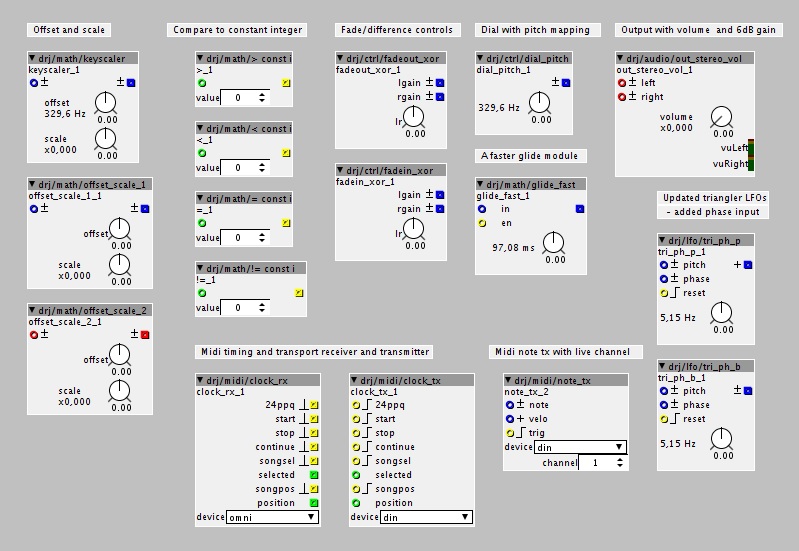 Offset and scale
▼ drj/math/keyscaler
keyscaler_1
±
±
offset
329,6 Hz
0.00
scale
x0,000
0.00
▼ drj/math/offset_scale_1
offset_scale_1_1
±
±
offset
0.00
scale
x0,000
0.00
▼ drj/math/offset_scale_2
offset_scale_2_1
±
±
offset
0.00
scale
x0,000
0.00
Compare to constant integer
▼ drj/math/> const i
>_1
value 0
▼ drj/math/< const i
<_1
value 0
▼ drj/math/= const i
=_1
value 0
▼ drj/math/!= const i
!=_1
value 0
Fade/difference controls
▼ drj/ctrl/fadeout_xor
fadeout_xor_1
lgain ±
rgain ±
lr
0.00
▼ drj/ctrl/fadein_xor
fadein_xor_1
lgain ±
rgain ±
lr
0.00
Dial with pitch mapping
▼ drj/ctrl/dial_pitch
dial_pitch_1
±
329,6 Hz
0.00
A faster glide module
▼ drj/math/glide_fast
glide_fast_1
in
en
97,08 ms
0.00
Output with volume and 6dB gain
▼ drj/audio/out_stereo_vol
out_stereo_vol_1
± left
± right
volume
x0,000
0.00
vuLeft
vuRight
Updated triangler LFOs
- added phase input
▼ drj/lfo/tri_ph_p
tri_ph_p_1
± pitch +
± phase
reset
5,15 Hz
0.00
▼ drj/lfo/tri_ph_b
tri_ph_b_1
± pitch ±
± phase
reset
5,15 Hz
0.00
Midi timing and transport receiver and transmitter
▼ drj/midi/clock_rx
clock_rx_1
24ppq
start
stop
continue
songsel
selected
songpos
position
device omni ▼
▼ drj/midi/clock_tx
clock_tx_1
24ppq
start
stop
continue
songsel
selected
songpos
position
device din ▼
Midi note tx with live channel
▼ drj/midi/note_tx
note_tx_2
± note
+ velo
trig
device din ▼
channel 1